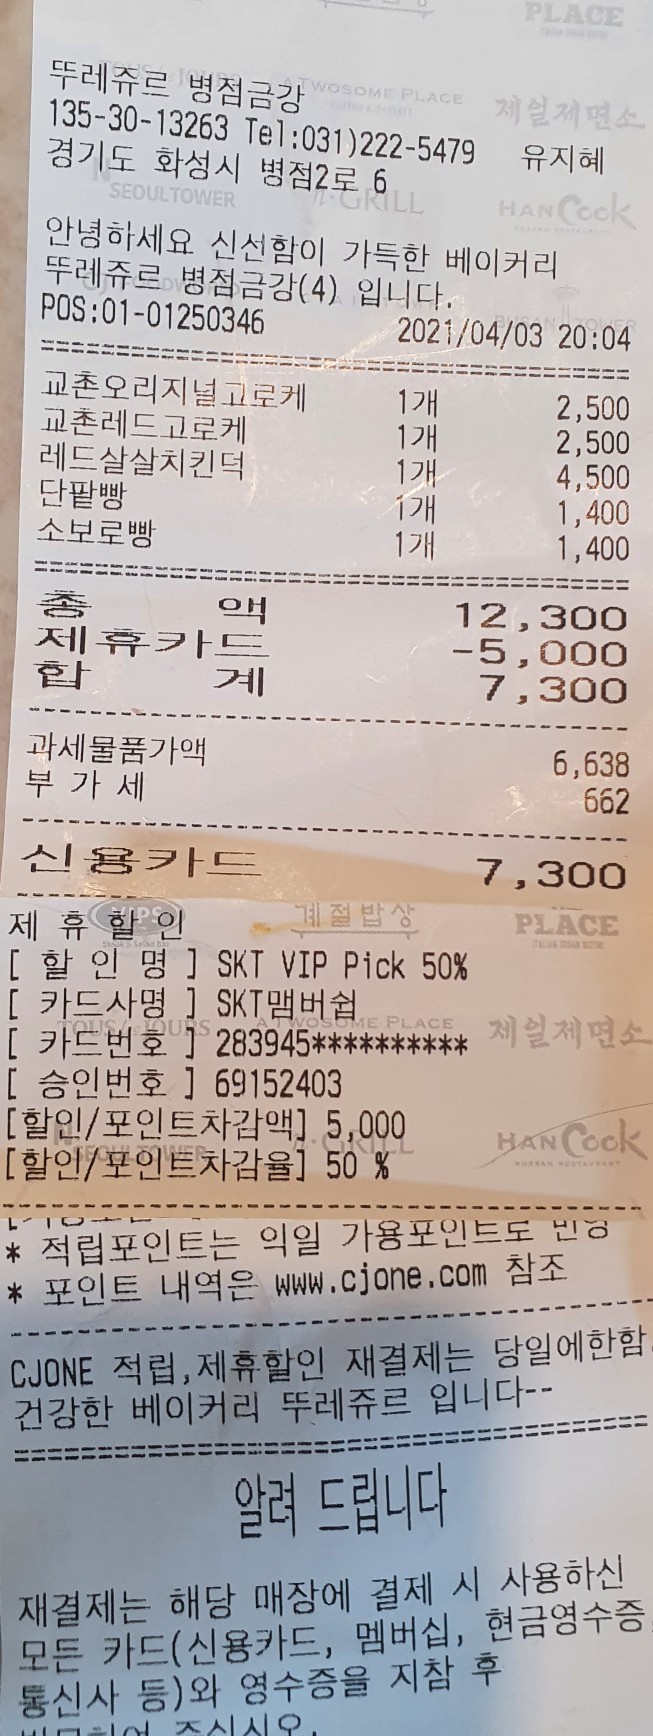 뚜레쥬르 병점금강
135-30-13263 Tel:031)222-5479 유지혜
경기도 화성시 병점2로 6
안녕하세요 신선함이 가득한 베이커리
뚜레쥬르 병점금강(4) 입니다.
POS:01-01250346 2021/04/03 20:04
교촌오리지널고로케 1개 2,500
교촌레드고로케 1개 2,500
레드살살치킨덕 1개 4,500
단팥빵 1개 1,400
소보로빵 1개 1,400
총 액 12,300
제휴카드 -5,000
합 계 7,300
과세물품가액 6,638
부 가 세 662
신용카드 7,300
제 휴 할 인
[ 할 인 명 ] SKT VIP Pick 50%
[ 카드사명 ] SKT맴버쉽
[ 카드번호 ] 283945**********
[ 승인번호 ] 69152403
[할인/포인트차감액] 5,000
[할인/포인트차감율] 50 %
* 적립포인트는 익일 가용포인트로 반영
* 포인트 내역은 www.cjone.com 참조
CJONE 적립,제휴할인 재결제는 당일에한함.
건강한 베이커리 뚜레쥬르 입니다--
알려 드립니다
재결제는 해당 매장에 결제 시 사용하신
모든 카드(신용카드, 멤버십, 현금영수증,
통신사 등)와 영수증을 지참 후
주십시오.